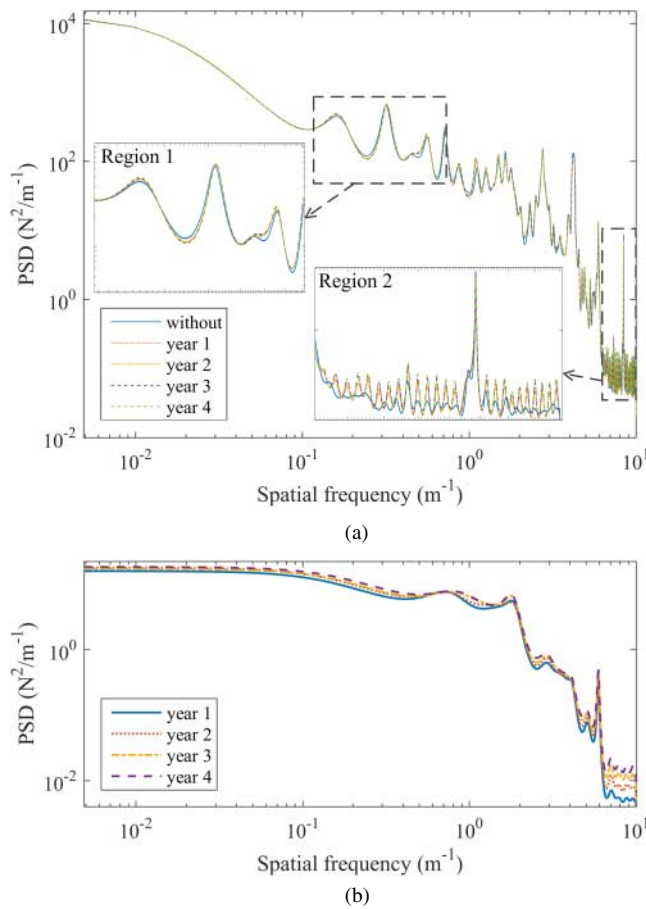 10^4
10^2
10^0
10^-2
PSD (N^2/m^-1)
Region 1
Region 2
without
year 1
year 2
year 3
year 4
10^-2 10^-1 10^0 10^1
Spatial frequency (m^-1)
(a)
10^0
10^-2
PSD (N^2/m^-1)
year 1
year 2
year 3
year 4
10^-2 10^-1 10^0 10^1
Spatial frequency (m^-1)
(b)